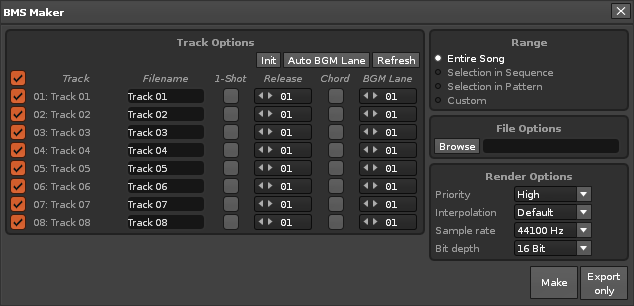 BMS Maker
Track Options
Init Auto BGM Lane Refresh
Track Filename 1-Shot Release Chord BGM Lane
01: Track 01 Track 01 01 01
02: Track 02 Track 02 01 01
03: Track 03 Track 03 01 01
04: Track 04 Track 04 01 01
05: Track 05 Track 05 01 01
06: Track 06 Track 06 01 01
07: Track 07 Track 07 01 01
08: Track 08 Track 08 01 01
Range
Entire Song
Selection in Sequence
Selection in Pattern
Custom
File Options
Browse
Render Options
Priority High
Interpolation Default
Sample rate 44100 Hz
Bit depth 16 Bit
Make
Export
only